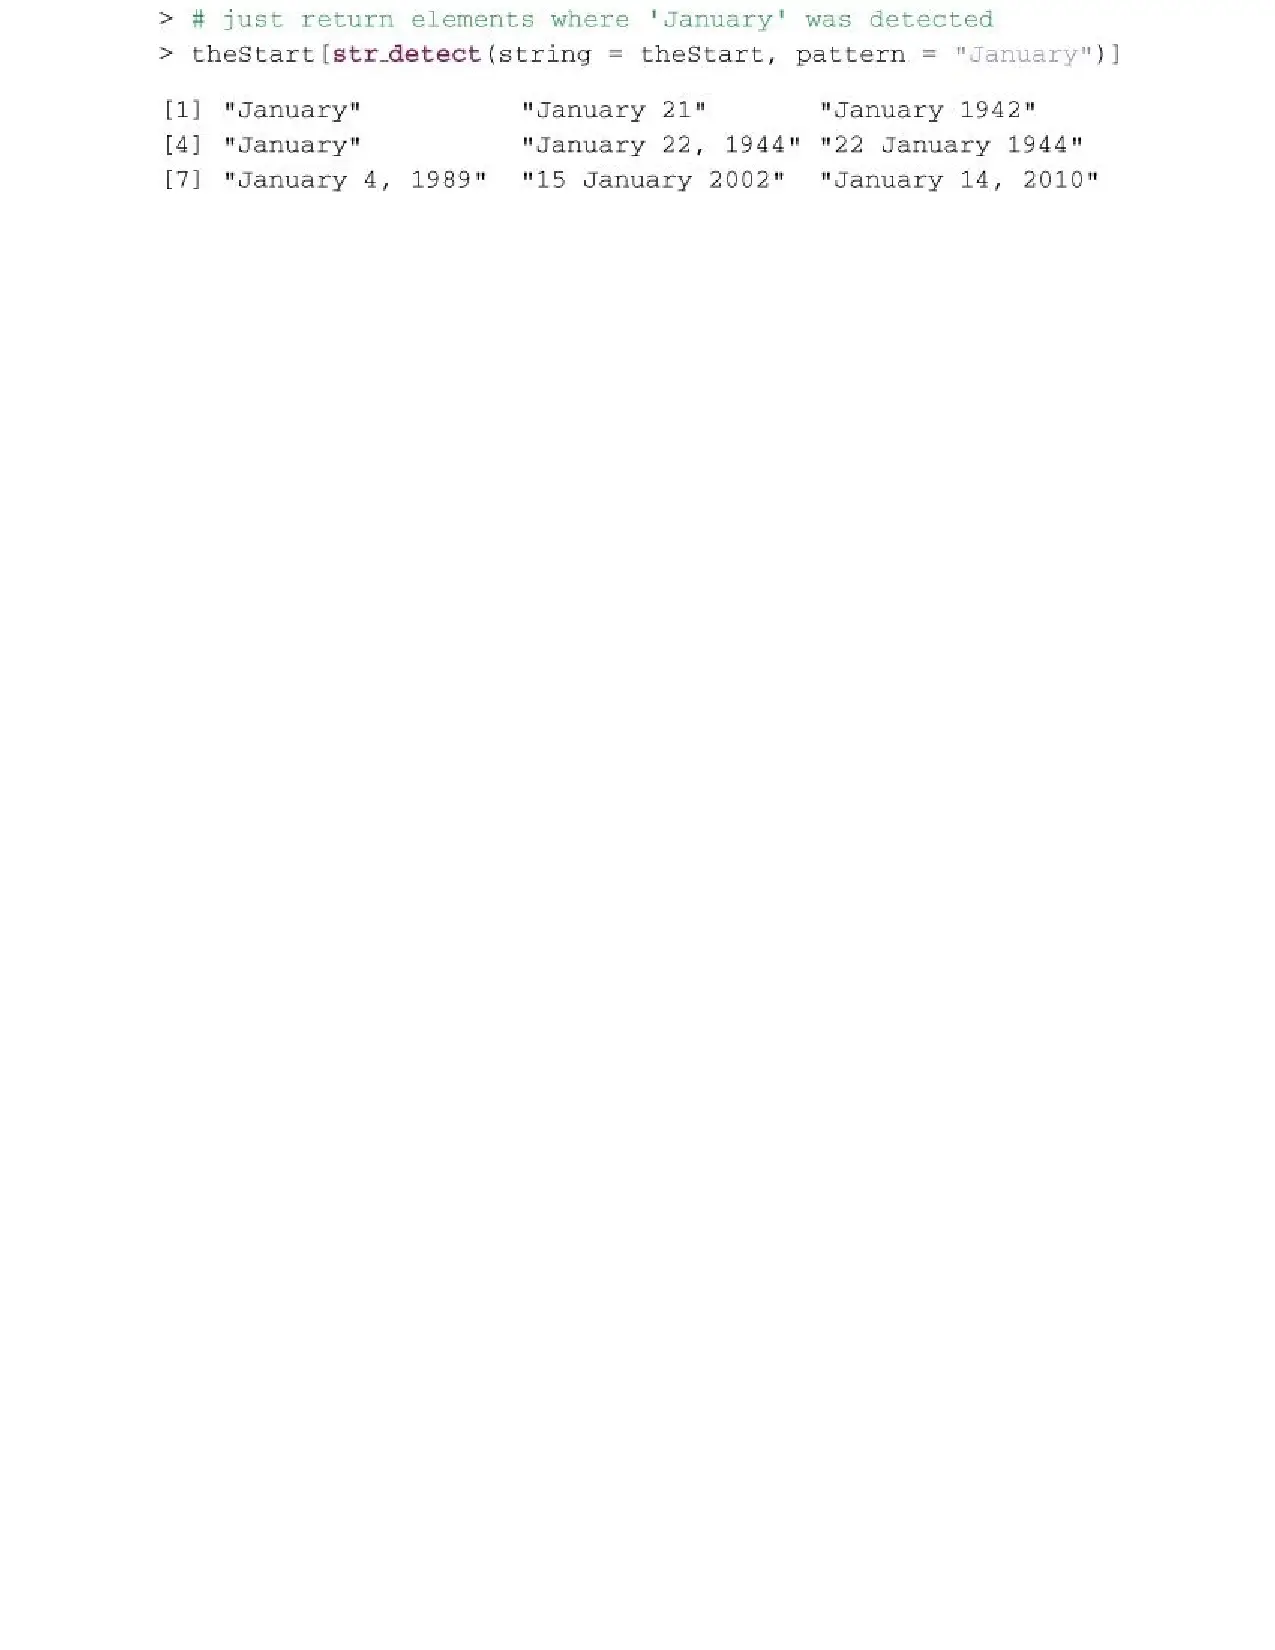 > # just return elements where 'January' was detected
> theStart[str_detect(string = theStart, pattern = "January")]
[1] "January" "January 21" "January 1942"
[4] "January" "January 22, 1944" "22 January 1944"
[7] "January 4, 1989" "15 January 2002" "January 14, 2010"